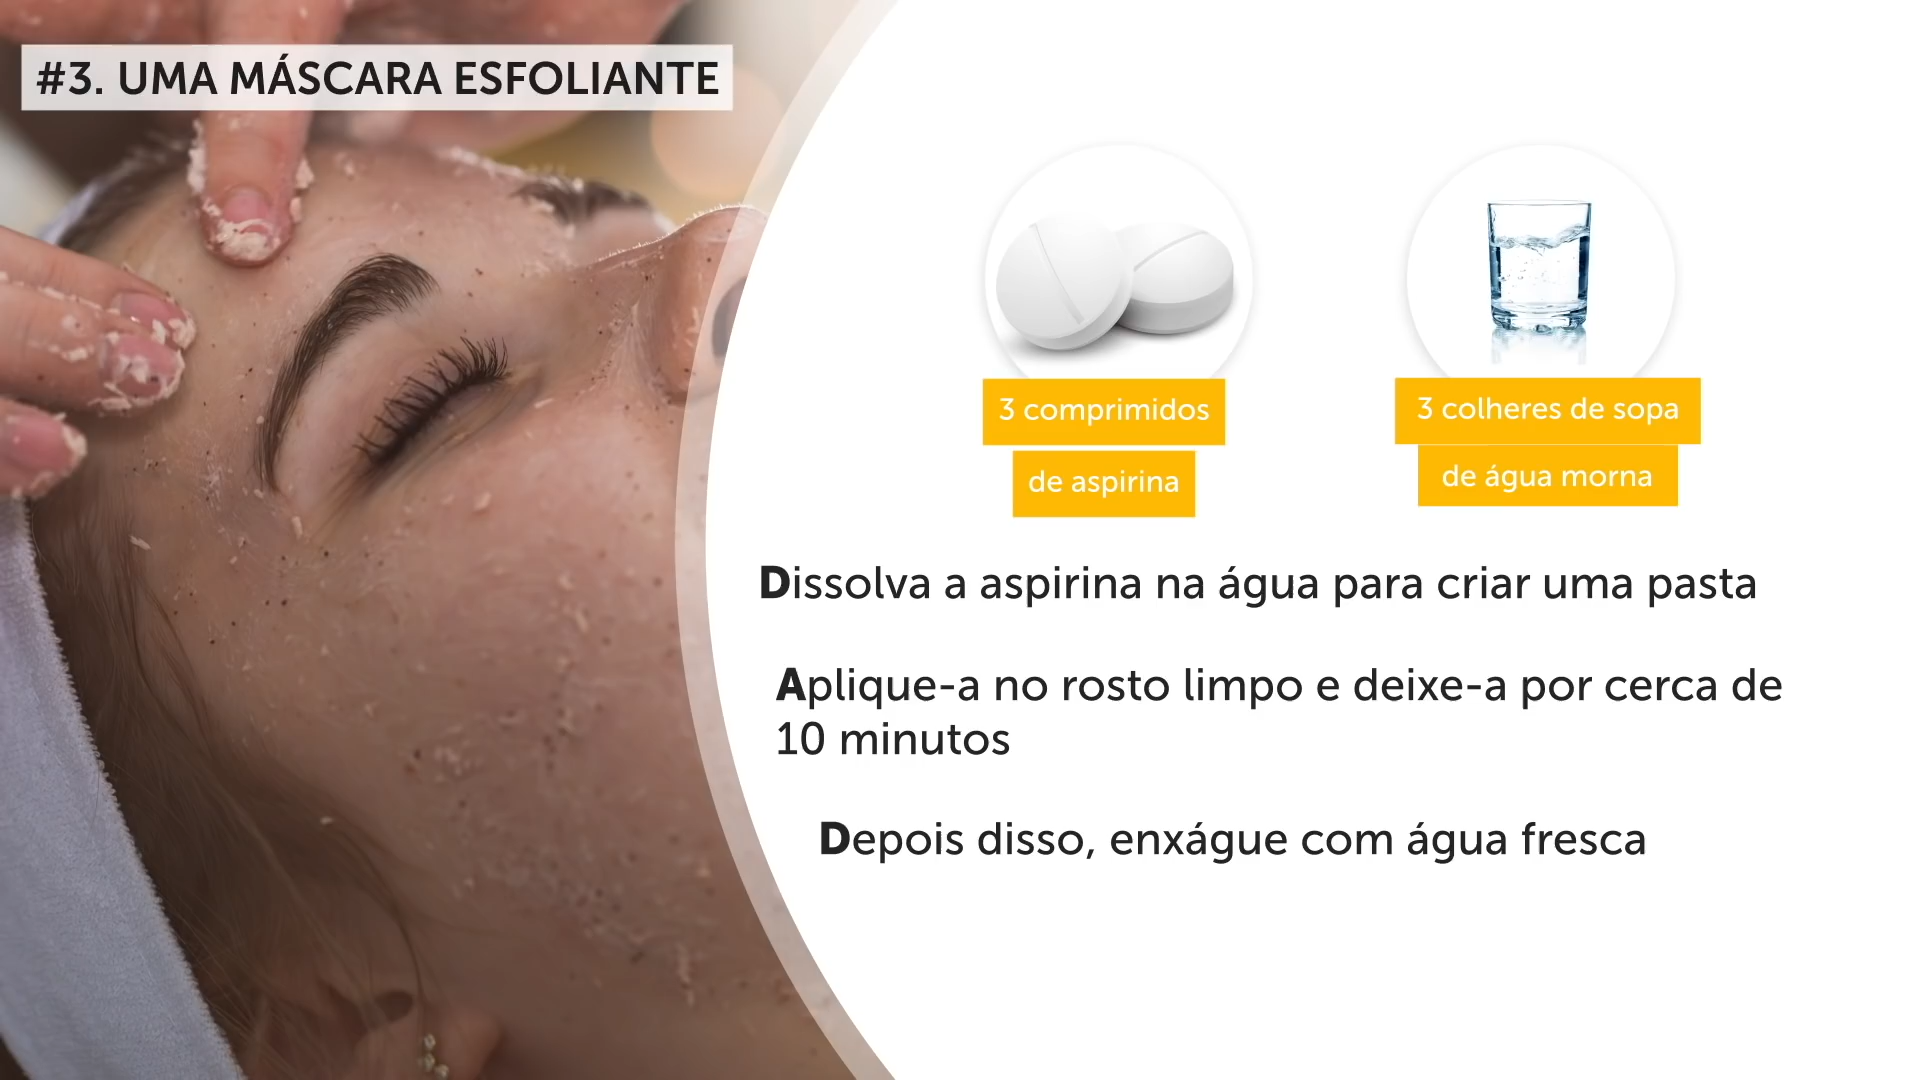 #3. UMA MÁSCARA ESFOLIANTE
3 comprimidos
de aspirina
3 colheres de sopa
de água morna
Dissolva a aspirina na água para criar uma pasta
Aplique-a no rosto limpo e deixe-a por cerca de
10 minutos
Depois disso, enxágue com água fresca